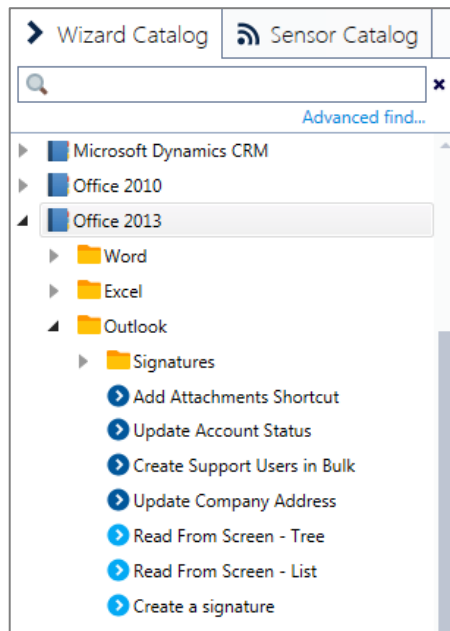 Wizard Catalog Sensor Catalog
Advanced find...
Microsoft Dynamics CRM
Office 2010
Office 2013
Word
Excel
Outlook
Signatures
Add Attachments Shortcut
Update Account Status
Create Support Users in Bulk
Update Company Address
Read From Screen - Tree
Read From Screen - List
Create a signature